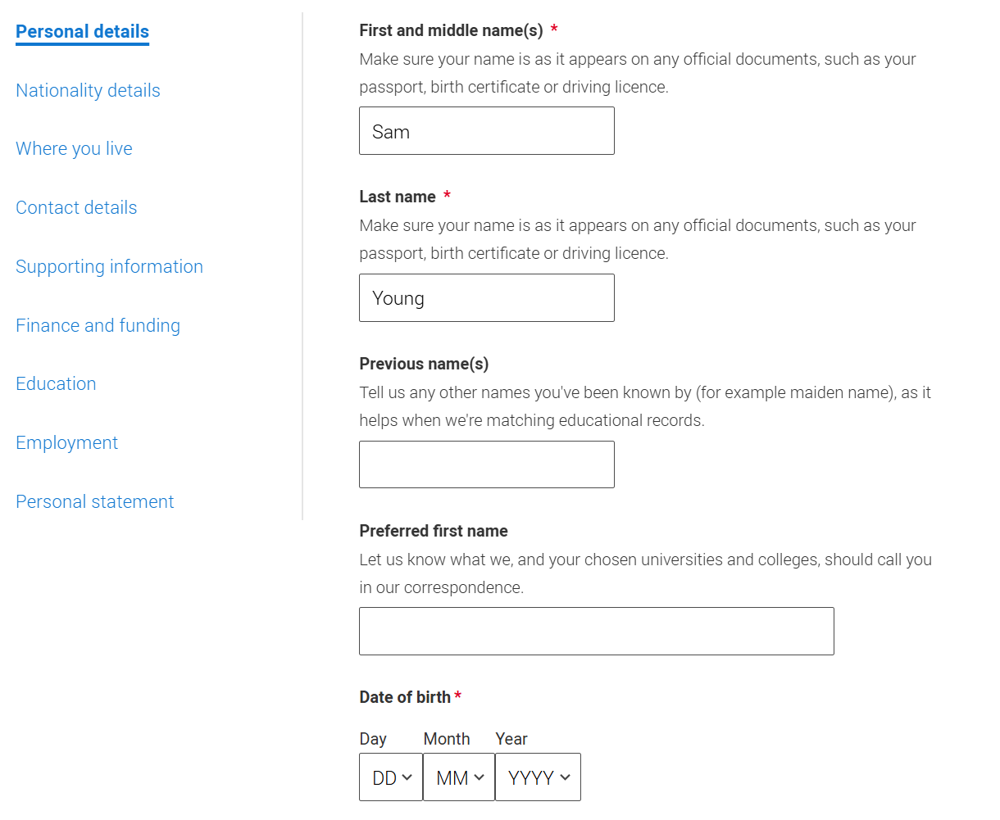 Personal details
Nationality details
Where you live
Contact details
Supporting information
Finance and funding
Education
Employment
Personal statement
First and middle name(s) *
Make sure your name is as it appears on any official documents, such as your
passport, birth certificate or driving licence.
Sam
Last name *
Make sure your name is as it appears on any official documents, such as your
passport, birth certificate or driving licence.
Young
Previous name(s)
Tell us any other names you've been known by (for example maiden name), as it
helps when we're matching educational records.
Preferred first name
Let us know what we, and your chosen universities and colleges, should call you
in our correspondence.
Date of birth *
Day Month Year
DD MM YYYY